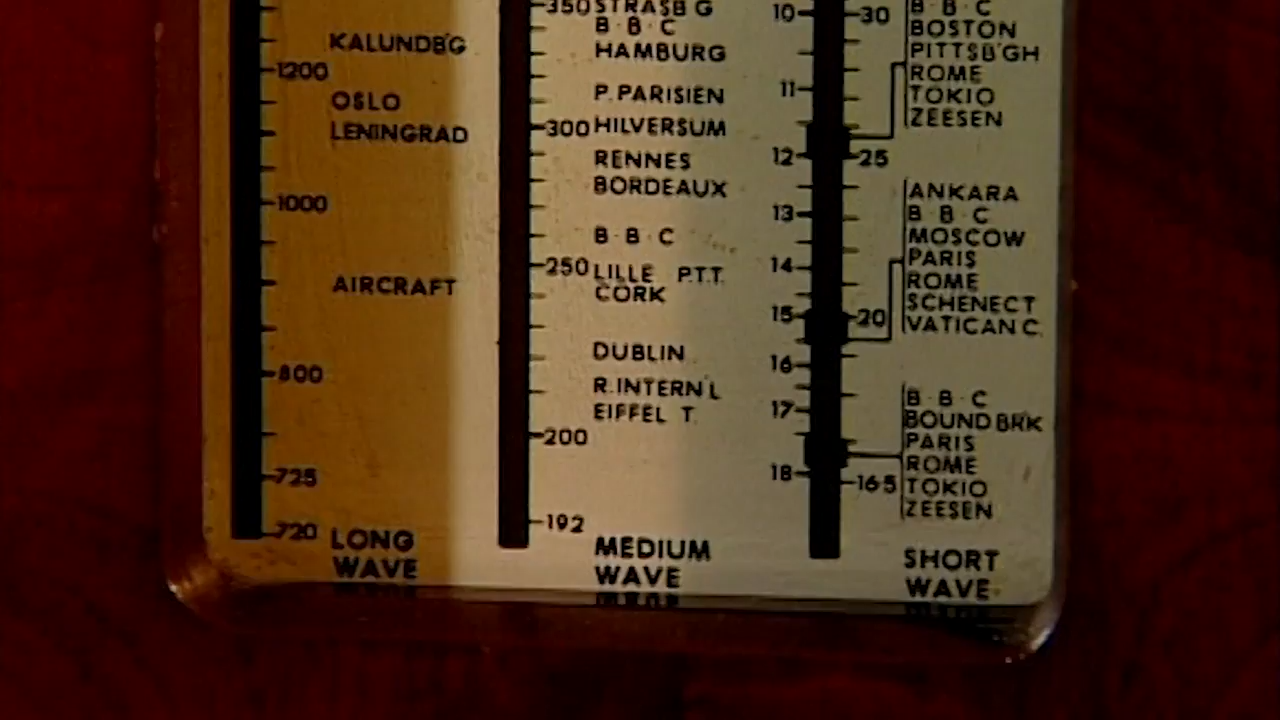 KALUNDB'G
1200
OSLO
LENINGRAD
1000
AIRCRAFT
800
725
720
LONG
WAVE
350 STRASB G
B·B·C
HAMBURG
P. PARISIEN
300 HILVERSUM
RENNES
BORDEAUX
B·B·C
250 LILLE P.T.T.
CORK
DUBLIN
R. INTERN'L
EIFFEL T.
200
192
MEDIUM
WAVE
10 30
11
12 25
13
14
15 20
16
17
18 16·5
B·B·C
BOSTON
PITTSB'GH
ROME
TOKIO
ZEESEN
ANKARA
B·B·C
MOSCOW
PARIS
ROME
SCHENECT
VATICAN C.
B·B·C
BOUND BRK
PARIS
ROME
TOKIO
ZEESEN
SHORT
WAVE